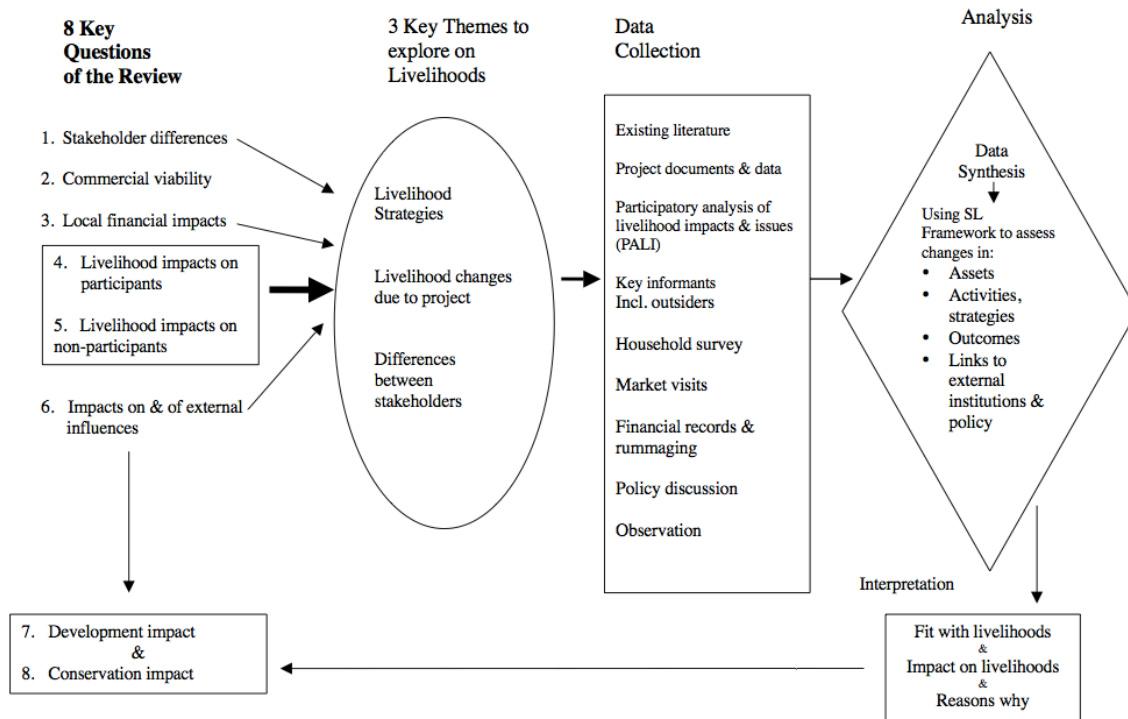 8 Key
Questions
of the Review
1. Stakeholder differences
2. Commercial viability
3. Local financial impacts
4. Livelihood impacts on
participants
5. Livelihood impacts on
non-participants
6. Impacts on & of external
influences
7. Development impact
&
8. Conservation impact
3 Key Themes to
explore on
Livelihoods
Livelihood
Strategies
Livelihood changes
due to project
Differences
between
stakeholders
Data
Collection
Existing literature
Project documents & data
Participatory analysis of
livelihood impacts & issues
(PALI)
Key informants
Incl. outsiders
Household survey
Market visits
Financial records &
rummaging
Policy discussion
Observation
Analysis
Data
Synthesis
Using SL
Framework to assess
changes in:
• Assets
• Activities,
strategies
• Outcomes
• Links to
external
institutions &
policy
Interpretation
Fit with livelihoods
&
Impact on livelihoods
&
Reasons why